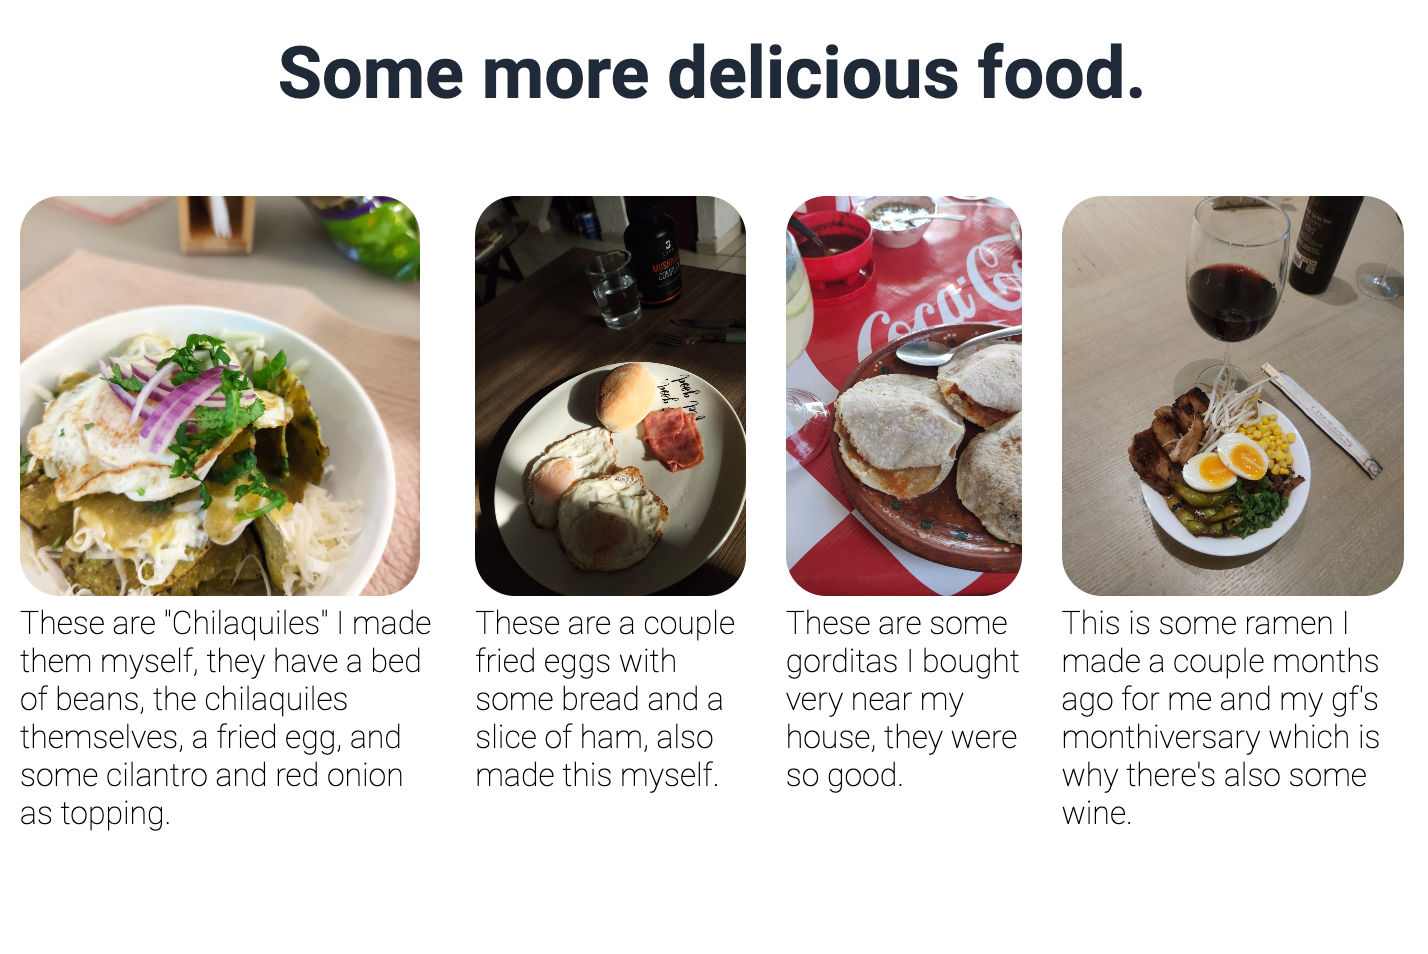 Some more delicious food.
MUSHROOM
COMPLEX
Coca-Co
These are "Chilaquiles" I made
them myself, they have a bed
of beans, the chilaquiles
themselves, a fried egg, and
some cilantro and red onion
as topping.
These are a couple
fried eggs with
some bread and a
slice of ham, also
made this myself.
These are some
gorditas I bought
very near my
house, they were
so good.
This is some ramen I
made a couple months
ago for me and my gf's
monthiversary which is
why there's also some
wine.